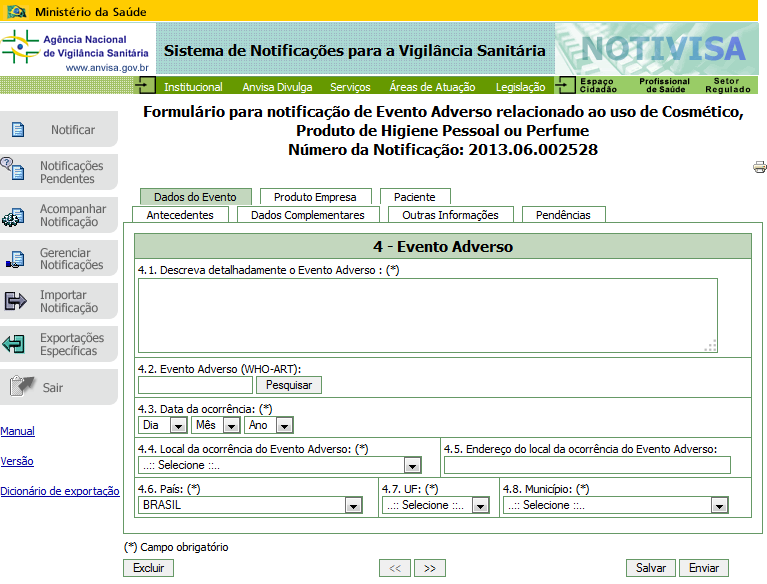 Ministério da Saúde
Agência Nacional
de Vigilância Sanitária
www.anvisa.gov.br
Sistema de Notificações para a Vigilância Sanitária
NOTIVISA
Institucional Anvisa Divulga Serviços Áreas de Atuação Legislação Espaço Cidadão Profissional de Saúde Setor Regulado
Formulário para notificação de Evento Adverso relacionado ao uso de Cosmético,
Produto de Higiene Pessoal ou Perfume
Número da Notificação: 2013.06.002528
Notificar
Notificações
Pendentes
Acompanhar
Notificação
Gerenciar
Notificações
Importar
Notificação
Exportações
Específicas
Sair
Manual
Versão
Dicionário de exportação
Dados do Evento Produto Empresa Paciente
Antecedentes Dados Complementares Outras Informações Pendências
4 - Evento Adverso
4.1. Descreva detalhadamente o Evento Adverso : (*)
4.2. Evento Adverso (WHO-ART):
Pesquisar
4.3. Data da ocorrência: (*)
Dia Mês Ano
4.4. Local da ocorrência do Evento Adverso: (*) 4.5. Endereço do local da ocorrência do Evento Adverso:
..:: Selecione ::..
4.6. País: (*) 4.7. UF: (*) 4.8. Município: (*)
BRASIL ..:: Selecione ::.. ..:: Selecione ::..
(*) Campo obrigatório
Excluir << >> Salvar Enviar